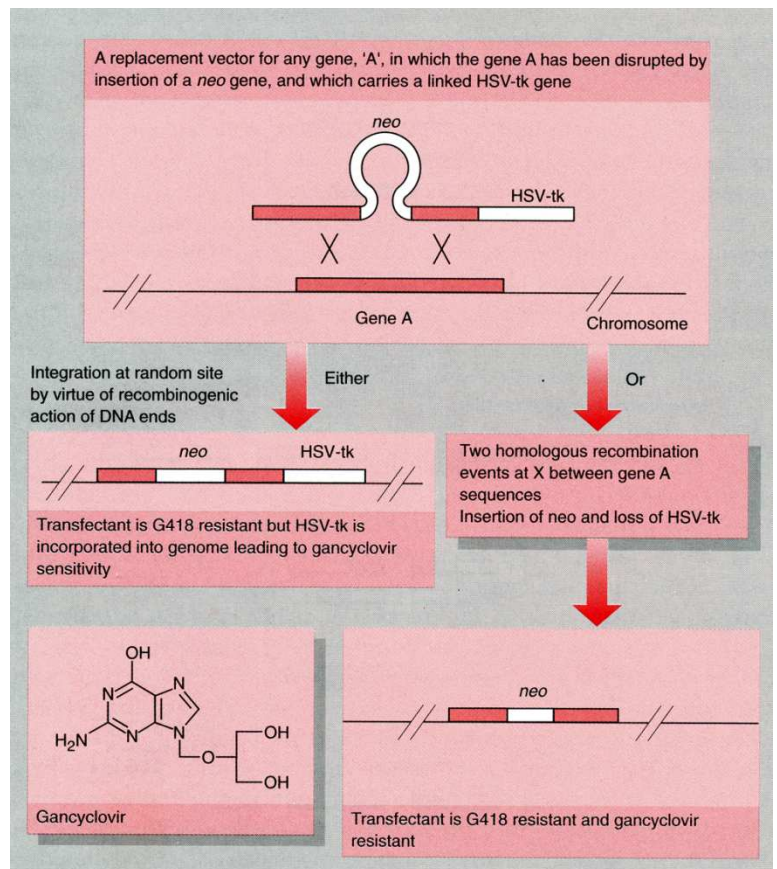 A replacement vector for any gene, 'A', in which the gene A has been disrupted by
insertion of a neo gene, and which carries a linked HSV-tk gene
neo
HSV-tk
X X
Gene A
Chromosome
Integration at random site
by virtue of recombinogenic
action of DNA ends
Either
Or
neo HSV-tk
Transfectant is G418 resistant but HSV-tk is
incorporated into genome leading to gancyclovir
sensitivity
Two homologous recombination
events at X between gene A
sequences
Insertion of neo and loss of HSV-tk
OH
N N
H₂N N N
O OH
OH
Gancyclovir
neo
Transfectant is G418 resistant and gancyclovir
resistant